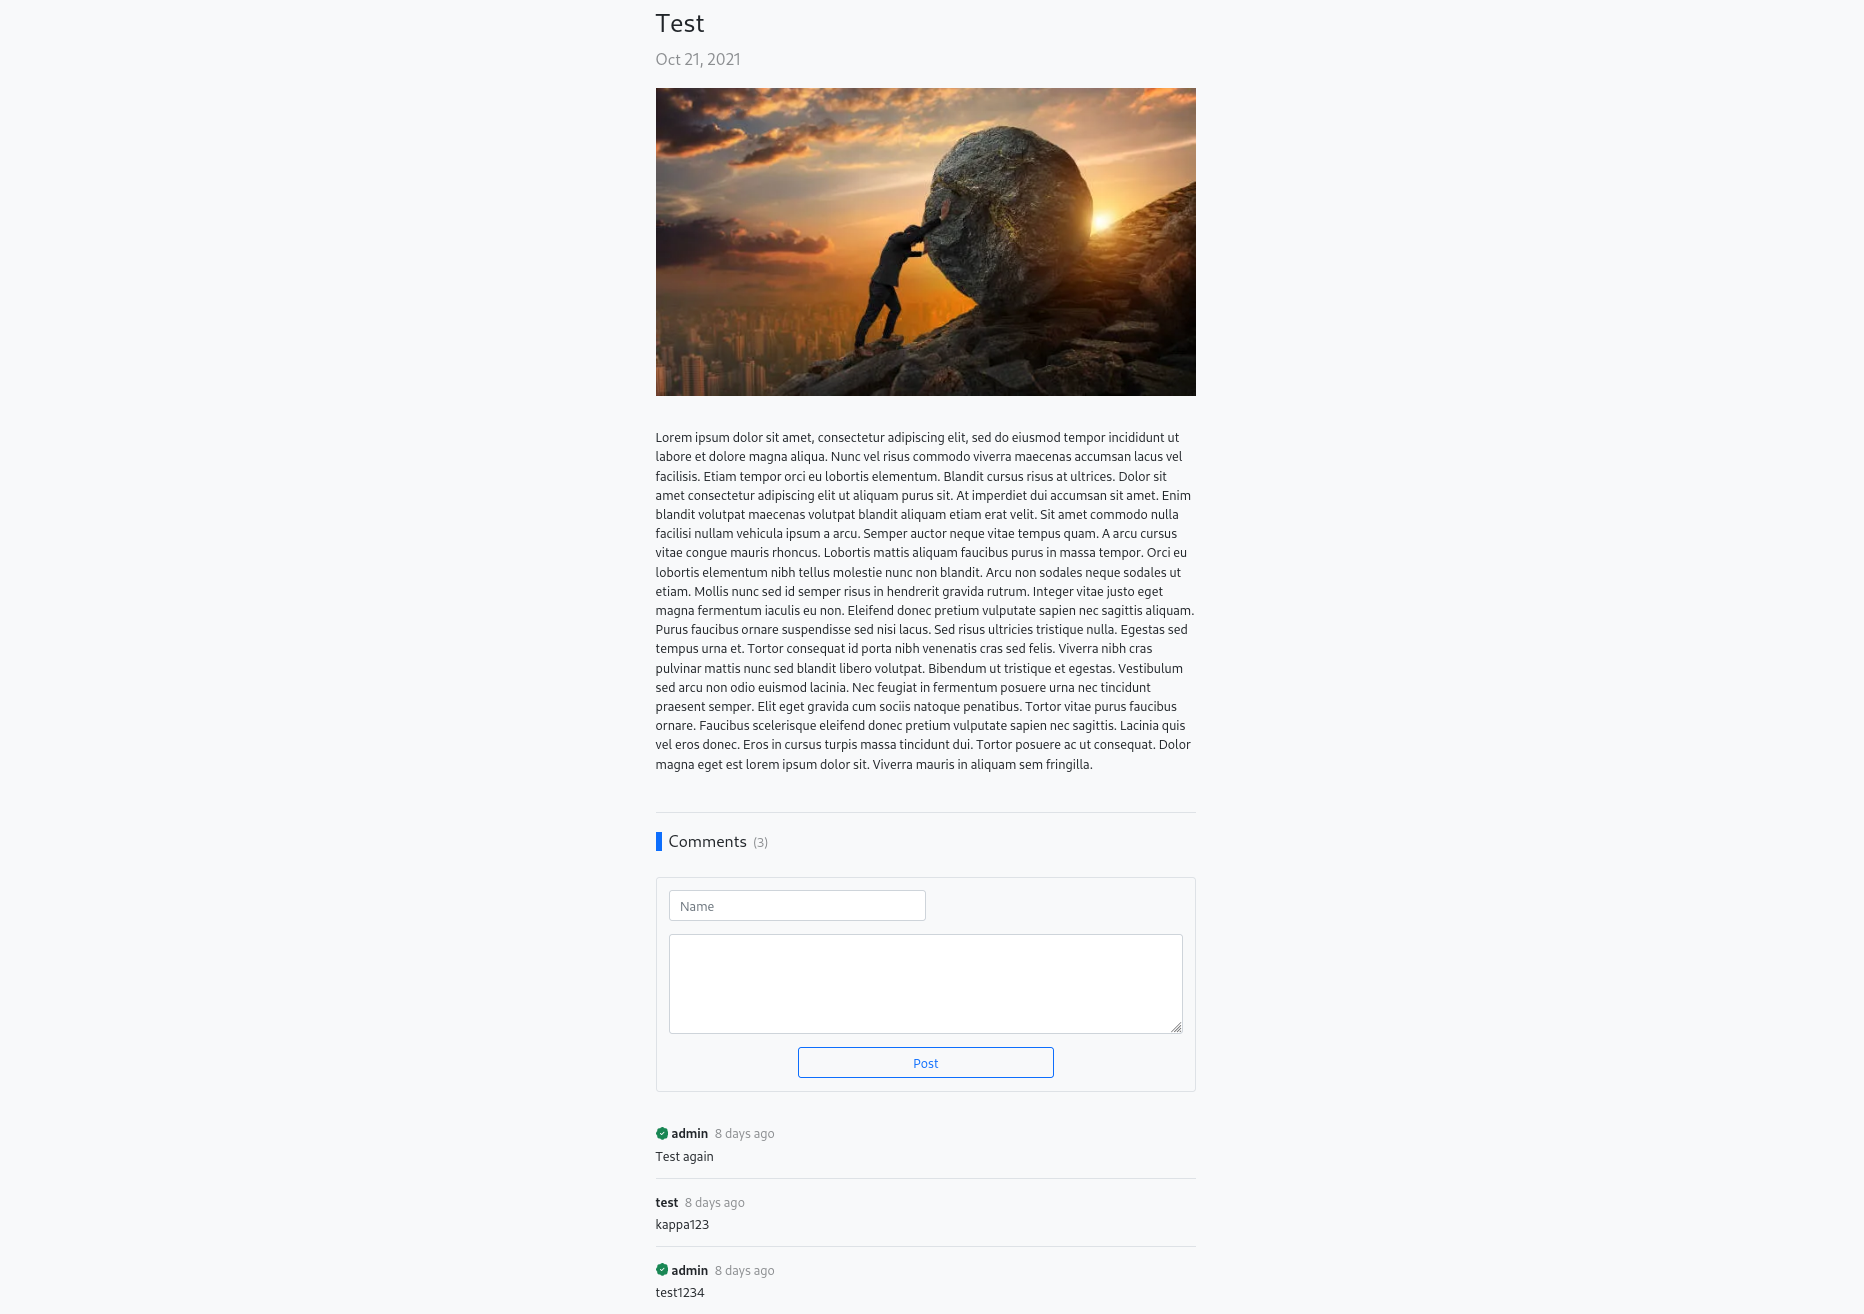 Test
Oct 21, 2021
Lorem ipsum dolor sit amet, consectetur adipiscing elit, sed do eiusmod tempor incididunt ut
labore et dolore magna aliqua. Nunc vel risus commodo viverra maecenas accumsan lacus vel
facilisis. Etiam tempor orci eu lobortis elementum. Blandit cursus risus at ultrices. Dolor sit
amet consectetur adipiscing elit ut aliquam purus sit. At imperdiet dui accumsan sit amet. Enim
blandit volutpat maecenas volutpat blandit aliquam etiam erat velit. Sit amet commodo nulla
facilisi nullam vehicula ipsum a arcu. Semper auctor neque vitae tempus quam. A arcu cursus
vitae congue mauris rhoncus. Lobortis mattis aliquam faucibus purus in massa tempor. Orci eu
lobortis elementum nibh tellus molestie nunc non blandit. Arcu non sodales neque sodales ut
etiam. Mollis nunc sed id semper risus in hendrerit gravida rutrum. Integer vitae justo eget
magna fermentum iaculis eu non. Eleifend donec pretium vulputate sapien nec sagittis aliquam.
Purus faucibus ornare suspendisse sed nisi lacus. Sed risus ultricies tristique nulla. Egestas sed
tempus urna et. Tortor consequat id porta nibh venenatis cras sed felis. Viverra nibh cras
pulvinar mattis nunc sed blandit libero volutpat. Bibendum ut tristique et egestas. Vestibulum
sed arcu non odio euismod lacinia. Nec feugiat in fermentum posuere urna nec tincidunt
praesent semper. Elit eget gravida cum sociis natoque penatibus. Tortor vitae purus faucibus
ornare. Faucibus scelerisque eleifend donec pretium vulputate sapien nec sagittis. Lacinia quis
vel eros donec. Eros in cursus turpis massa tincidunt dui. Tortor posuere ac ut consequat. Dolor
magna eget est lorem ipsum dolor sit. Viverra mauris in aliquam sem fringilla.
Comments (3)
Name
Post
admin 8 days ago
Test again
test 8 days ago
kappa123
admin 8 days ago
test1234